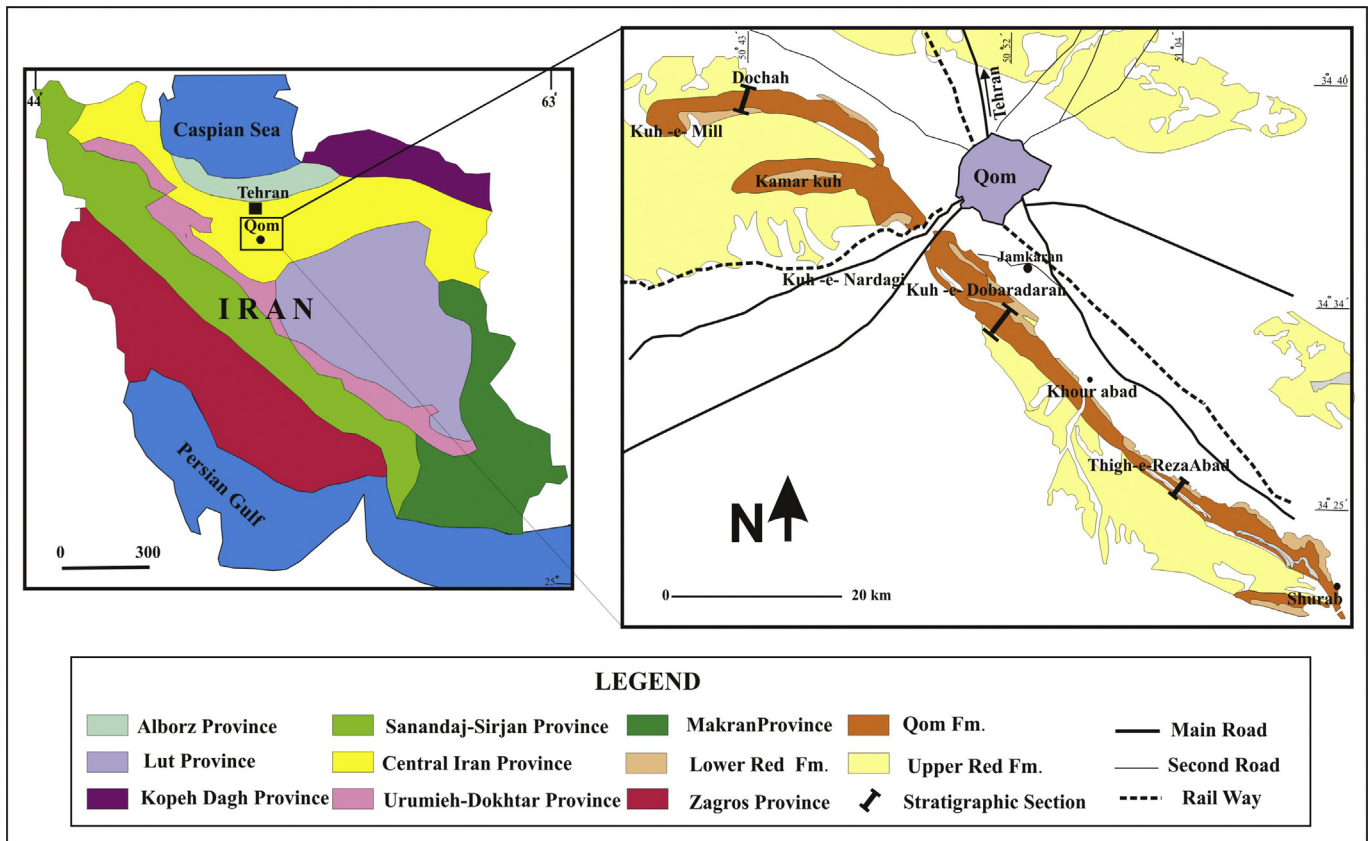 44°
63°
Caspian Sea
Tehran
Qom
I R A N
Persian Gulf
0 300
25°
50° 43
50° 52
51° 04
34° 40
34° 34
34° 25
Dochah
Tehran
Kuh -e- Mill
Kamar kuh
Qom
Jamkaran
Kuh -e- Nardagi
Kuh -e- Dobaradaran
Khour abad
Thigh-e-RezaAbad
Shurab
N
0 20 km
LEGEND
Alborz Province
Sanandaj-Sirjan Province
MakranProvince
Qom Fm.
Main Road
Lut Province
Central Iran Province
Lower Red Fm.
Upper Red Fm.
Second Road
Kopeh Dagh Province
Urumieh-Dokhtar Province
Zagros Province
Stratigraphic Section
Rail Way